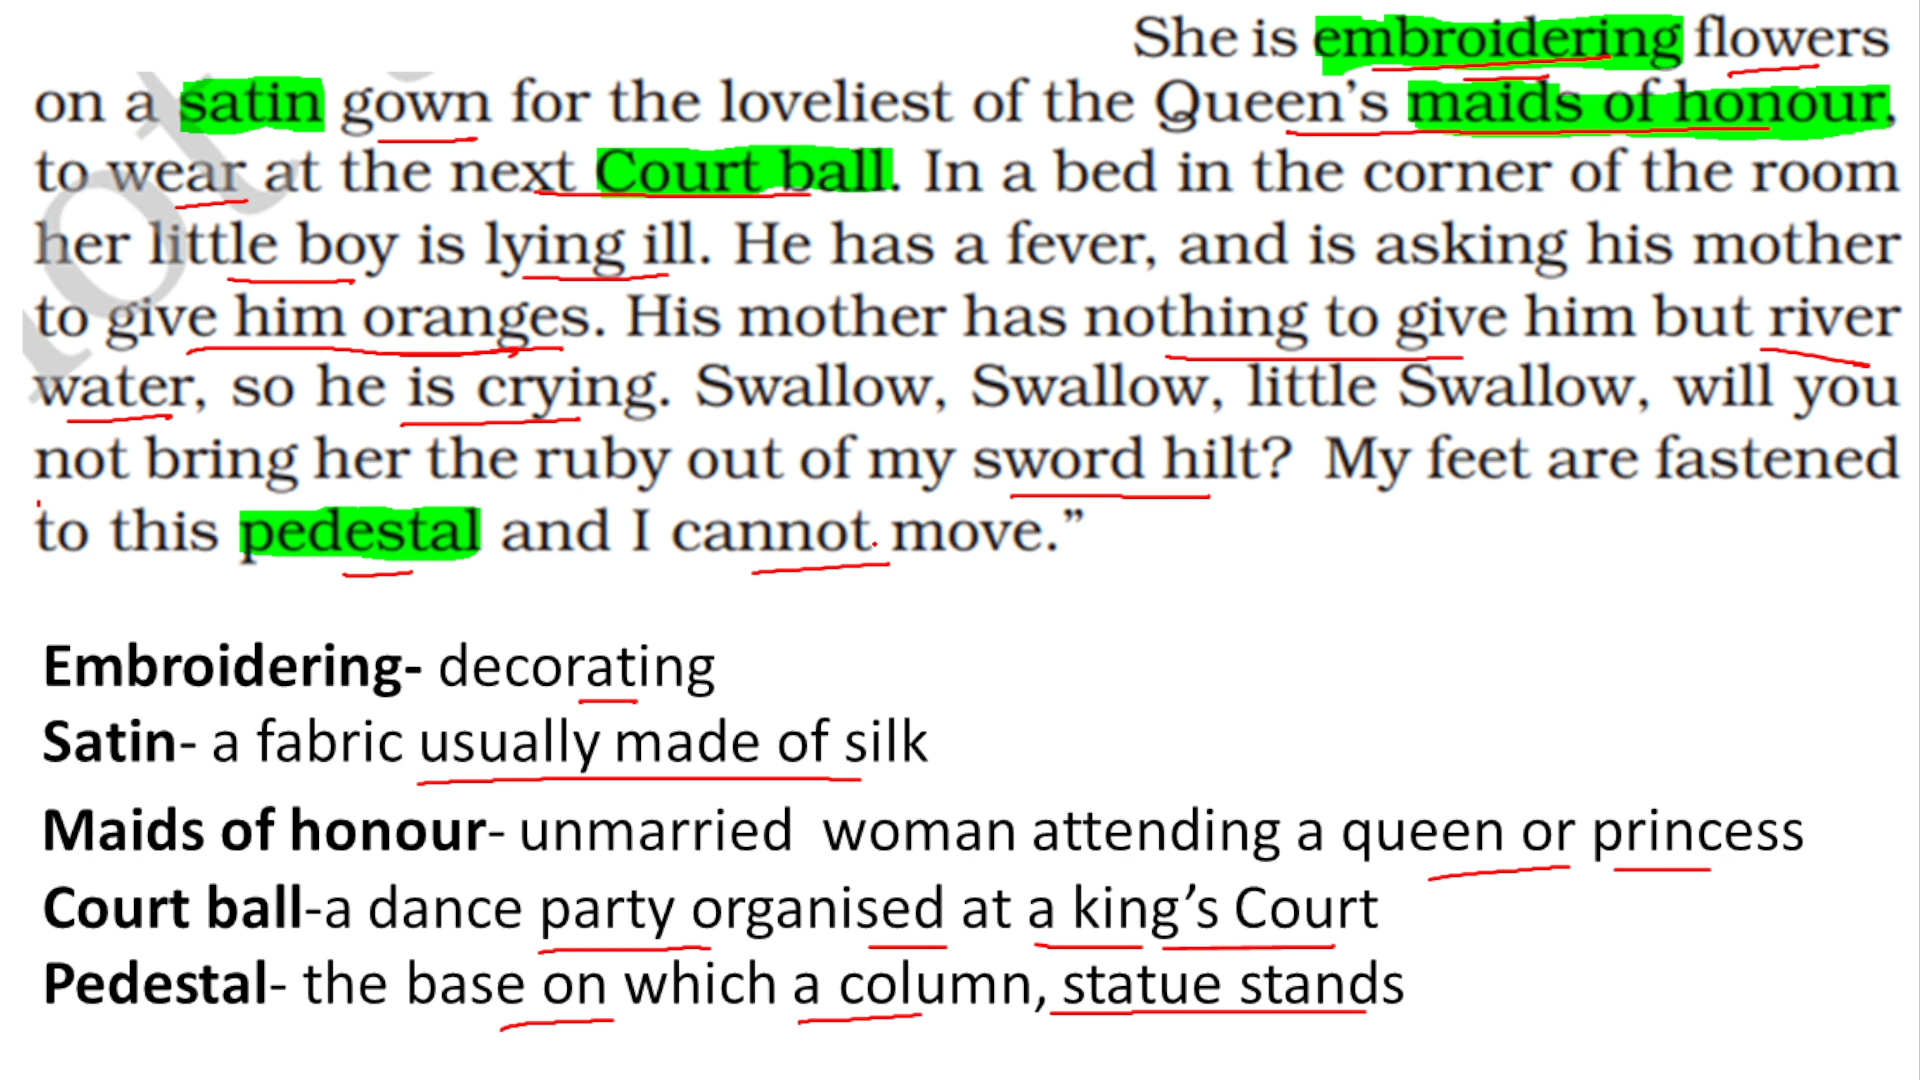 She is embroidering flowers
on a satin gown for the loveliest of the Queen’s maids of honour,
to wear at the next Court ball. In a bed in the corner of the room
her little boy is lying ill. He has a fever, and is asking his mother
to give him oranges. His mother has nothing to give him but river
water, so he is crying. Swallow, Swallow, little Swallow, will you
not bring her the ruby out of my sword hilt? My feet are fastened
to this pedestal and I cannot move.”
Embroidering- decorating
Satin- a fabric usually made of silk
Maids of honour- unmarried woman attending a queen or princess
Court ball-a dance party organised at a king’s Court
Pedestal- the base on which a column, statue stands